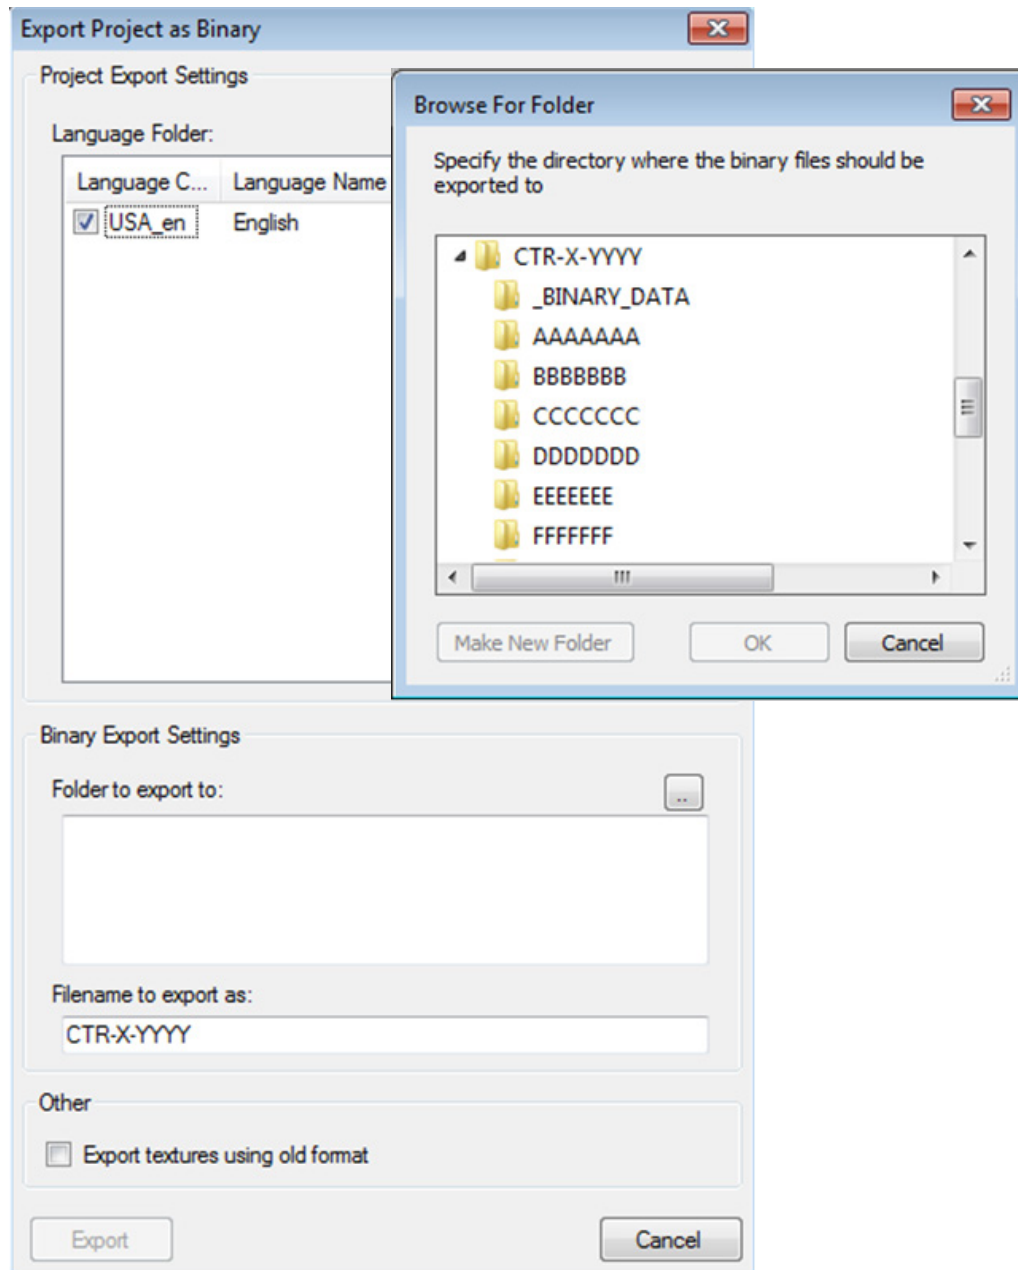 Export Project as Binary
Project Export Settings
Language Folder:
Language C... Language Name
USA_en English
Browse For Folder
Specify the directory where the binary files should be
exported to
CTR-X-YYYY
_BINARY_DATA
AAAAAAA
BBBBBBB
CCCCCCC
DDDDDDD
EEEEEEE
FFFFFFF
Make New Folder OK Cancel
Binary Export Settings
Folder to export to:
..
Filename to export as:
CTR-X-YYYY
Other
Export textures using old format
Export Cancel